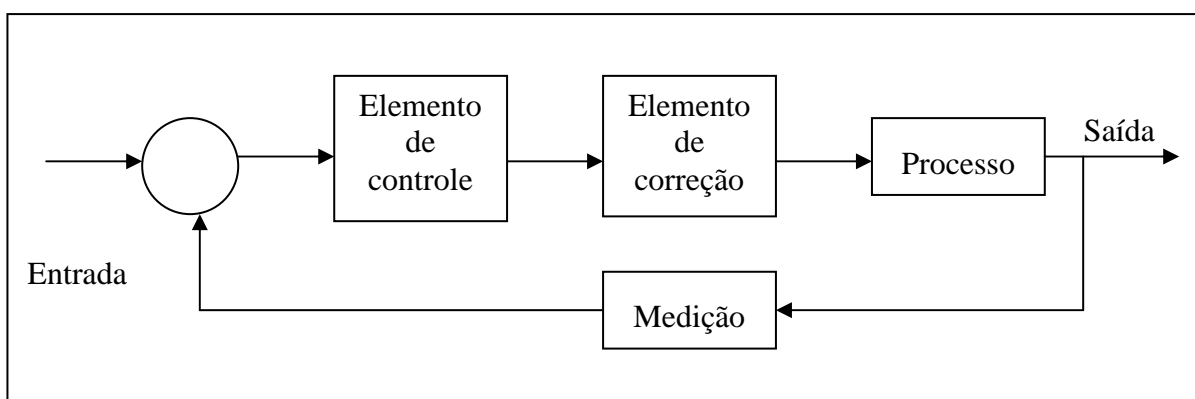 Elemento
de
controle
Elemento
de
correção
Processo
Saída
Entrada
Medição